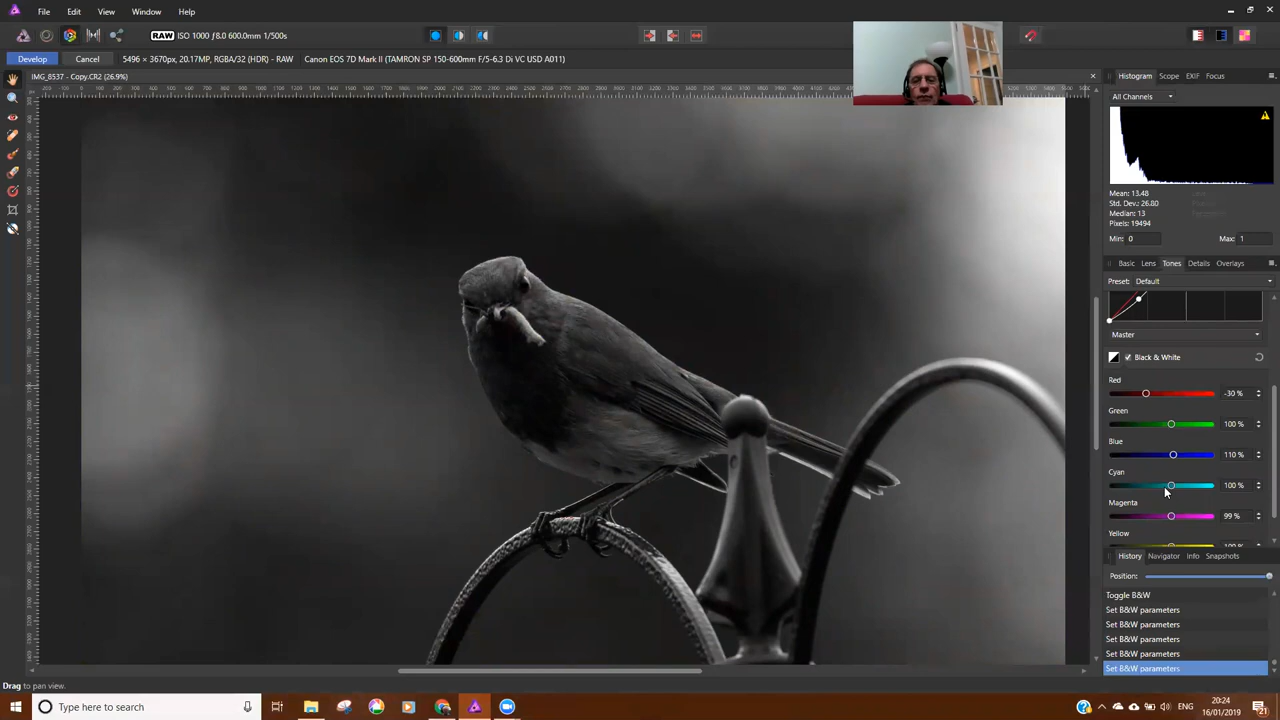 File Edit View Window Help
RAW ISO 1000 ƒ8.0 600.0mm 1/500s
Develop Cancel 5496 × 3670px, 20.17MP, RGBA/32 (HDR) - RAW Canon EOS 7D Mark II (TAMRON SP 150-600mm F/5-6.3 Di VC USD A011)
IMG_8537 - Copy.CR2 (26.9%)
Histogram Scope EXIF Focus
All Channels
Mean: 13.48
Std. Dev.: 26.80
Median: 13
Pixels: 19494
Min: 0 Max: 1
Basic Lens Tones Details Overlays
Preset: Default
Master
Black & White
Red
-30 %
Green
100 %
Blue
110 %
Cyan
100 %
Magenta
99 %
Yellow
100 %
History Navigator Info Snapshots
Position:
Toggle B&W
Set B&W parameters
Set B&W parameters
Set B&W parameters
Set B&W parameters
Set B&W parameters
Drag to pan view.
Type here to search
ENG
20:24
16/01/2019
21